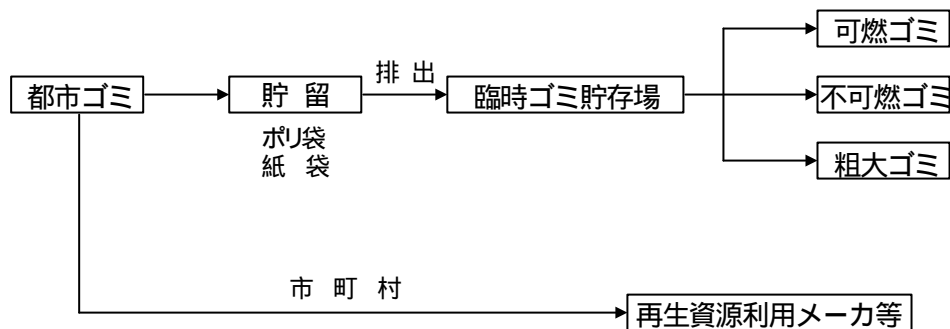 可燃ゴミ
排 出
都市ゴミ
貯 留
臨時ゴミ貯存場
不可燃ゴミ
ポリ袋
紙 袋
粗大ゴミ
市 町 村
再生資源利用メーカ等